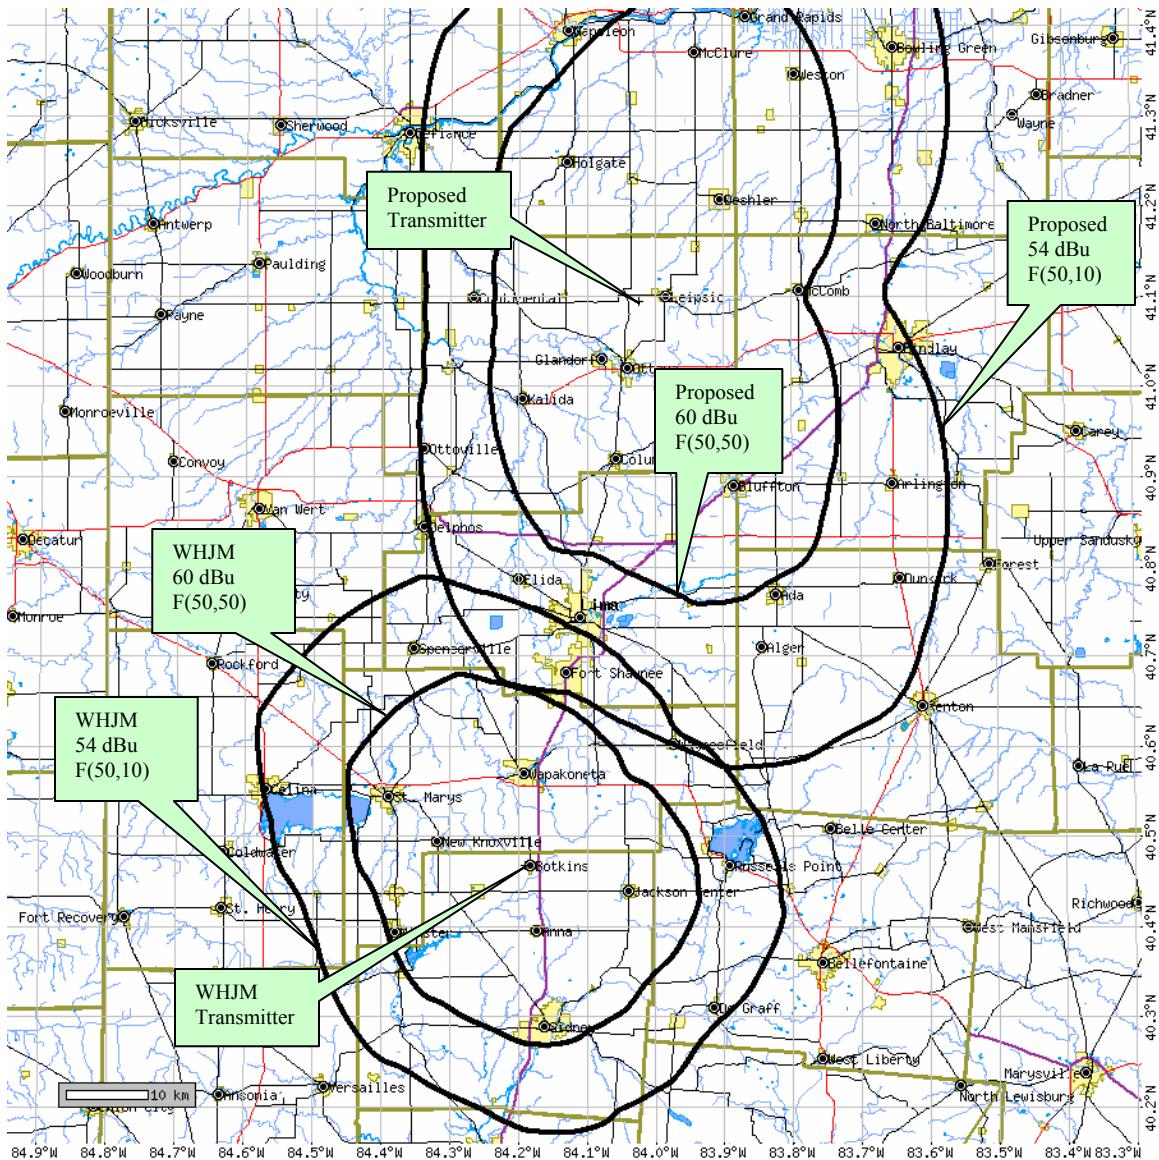 Grand Rapids
Napoleon
Bowling Green
Gibsonburg
McClure
Weston
Bradner
Wayne
Hicksville
Sherwood
Defiance
Holgate
Deshler
Proposed
Transmitter
Antwerp
North Baltimore
Proposed
54 dBu
F(50,10)
Woodburn
Paulding
Continental
Leipsic
McComb
Payne
Findlay
Glandorf
Ottawa
Proposed
60 dBu
F(50,50)
Kalida
Monroeville
Carey
Ottoville
Convoy
Colum
Bluffton
Arlington
Van Wert
Delphos
Decatur
Upper Sandusky
WHJM
60 dBu
F(50,50)
Elida
Dunkirk
Forest
Ada
Lima
Monroe
Spencerville
Alger
Rockford
Fort Shawnee
WHJM
54 dBu
F(50,10)
Kenton
Waynesfield
La Rue
Wapakoneta
Celina
St. Marys
Belle Center
New Knoxville
Coldwater
Botkins
Russells Point
Jackson Center
Richwood
St. Henry
Fort Recovery
West Mansfield
Minster
Anna
Bellefontaine
WHJM
Transmitter
De Graff
Sidney
West Liberty
Marysville
Versailles
North Lewisburg
Ansonia
10 km
Union City
41.4°N
41.3°N
41.2°N
41.1°N
41.0°N
40.9°N
40.8°N
40.7°N
40.6°N
40.5°N
40.4°N
40.3°N
40.2°N
84.9°W 84.8°W 84.7°W 84.6°W 84.5°W 84.4°W 84.3°W 84.2°W 84.1°W 84.0°W 83.9°W 83.8°W 83.7°W 83.6°W 83.5°W 83.4°W 83.3°W